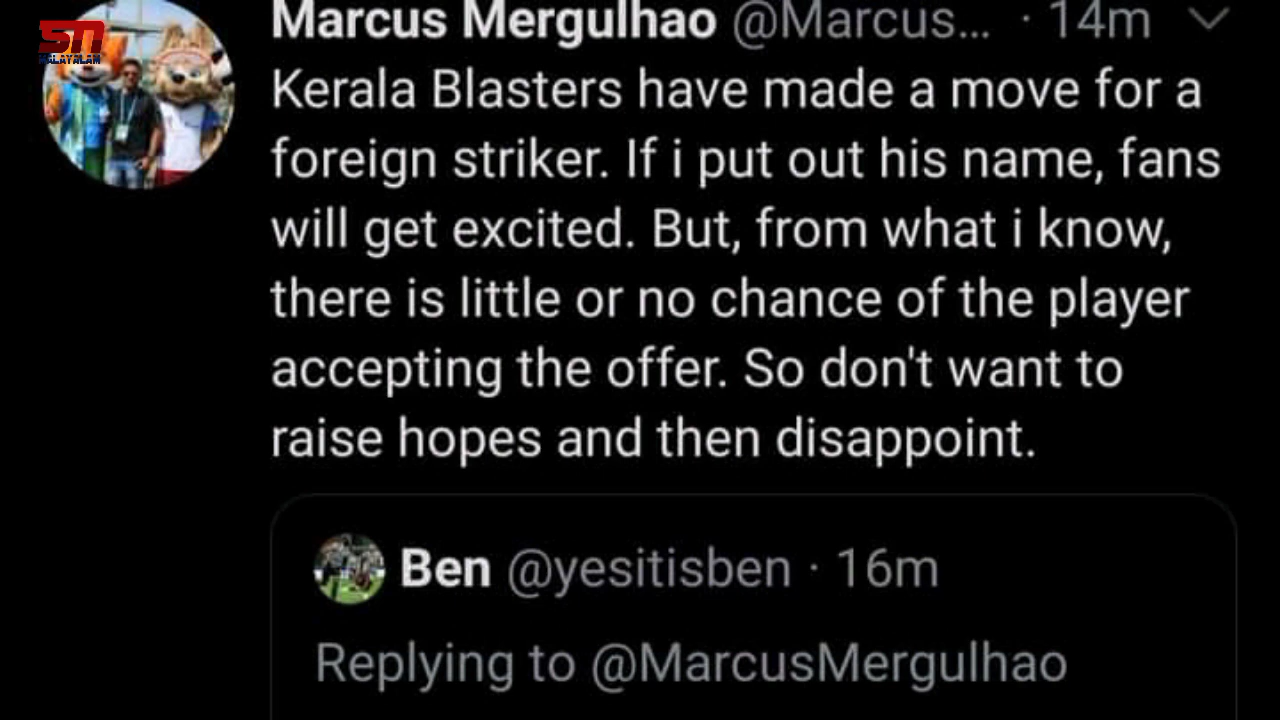 SM
MALAYALAM
Marcus Mergulhao @Marcus... · 14m
Kerala Blasters have made a move for a
foreign striker. If i put out his name, fans
will get excited. But, from what i know,
there is little or no chance of the player
accepting the offer. So don't want to
raise hopes and then disappoint.
Ben @yesitisben · 16m
Replying to @MarcusMergulhao